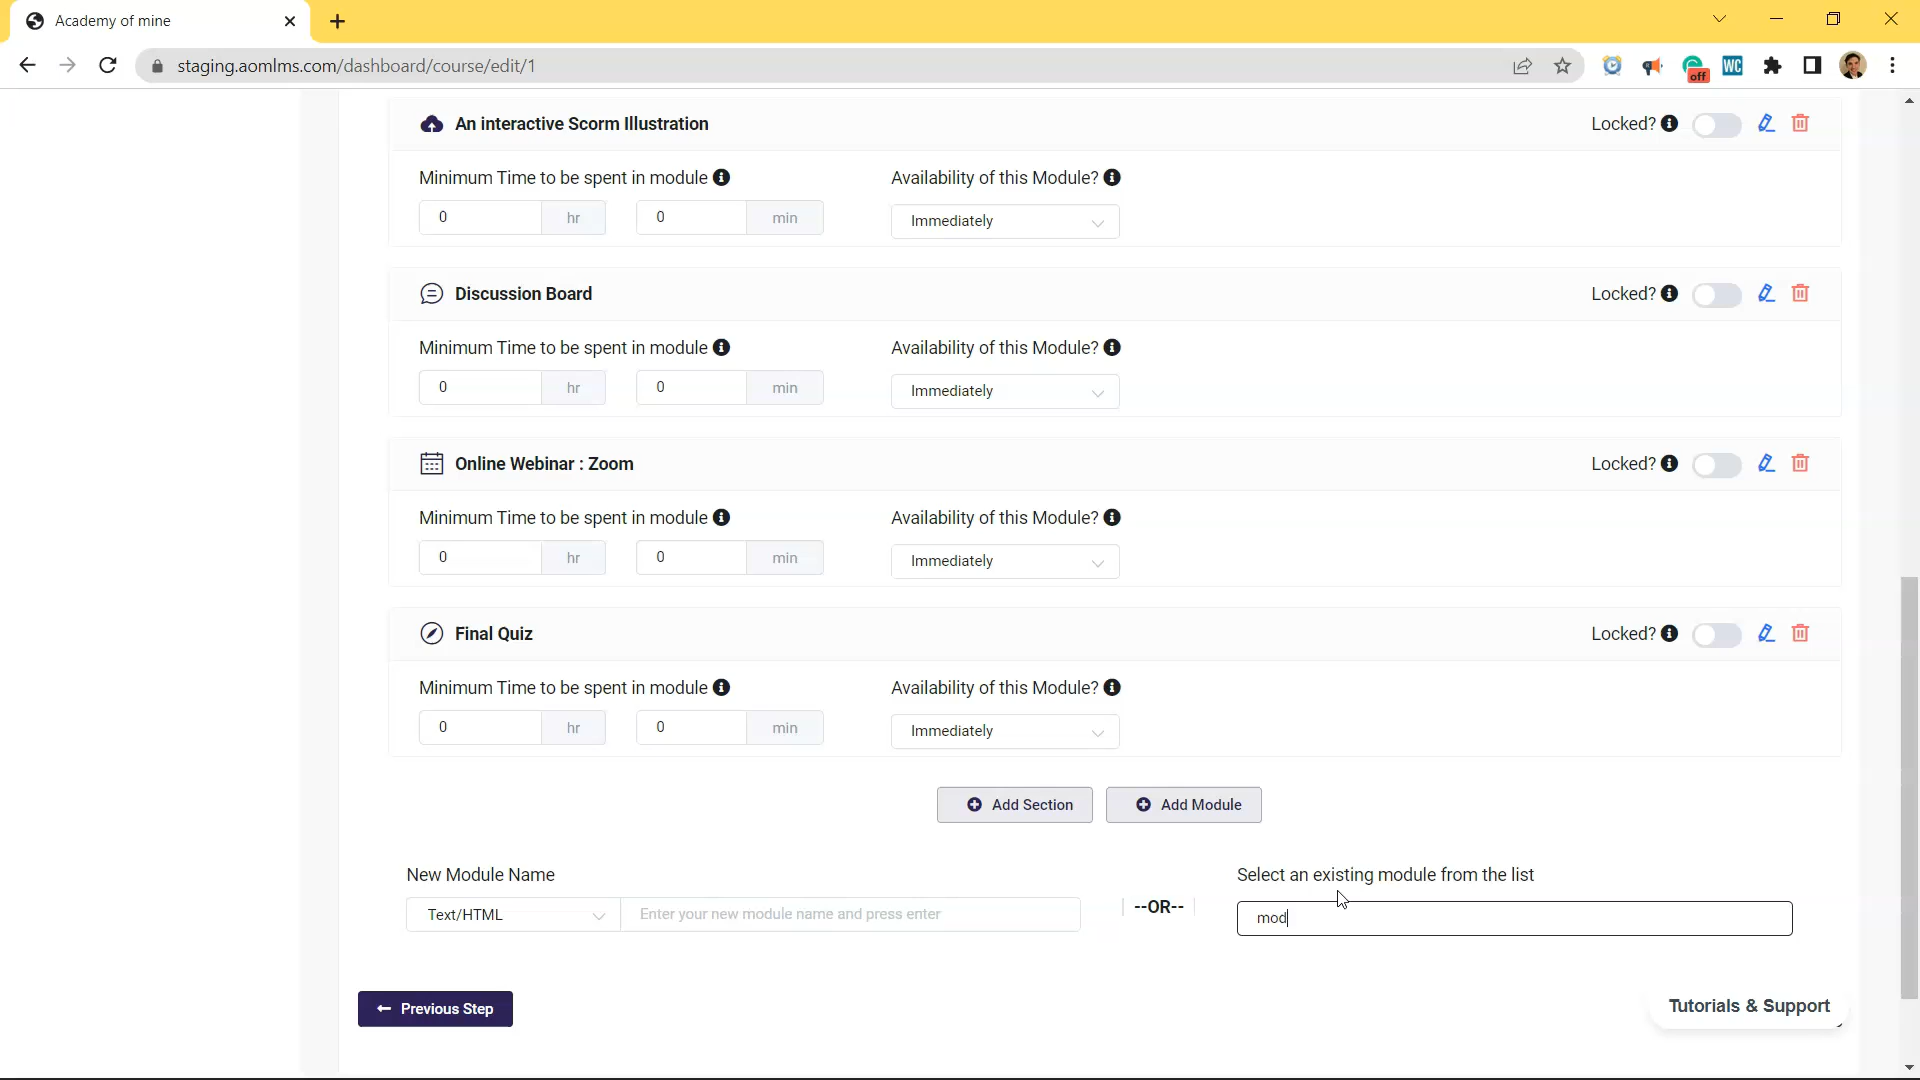 Academy of mine
staging.aomlms.com/dashboard/course/edit/1
off
WC
An interactive Scorm Illustration
Locked?
Minimum Time to be spent in module
Availability of this Module?
0 hr 0 min
Immediately
Discussion Board
Locked?
Minimum Time to be spent in module
Availability of this Module?
0 hr 0 min
Immediately
Online Webinar : Zoom
Locked?
Minimum Time to be spent in module
Availability of this Module?
0 hr 0 min
Immediately
Final Quiz
Locked?
Minimum Time to be spent in module
Availability of this Module?
0 hr 0 min
Immediately
Add Section
Add Module
New Module Name
Select an existing module from the list
Text/HTML
Enter your new module name and press enter
--OR--
mod
Previous Step
Tutorials & Support